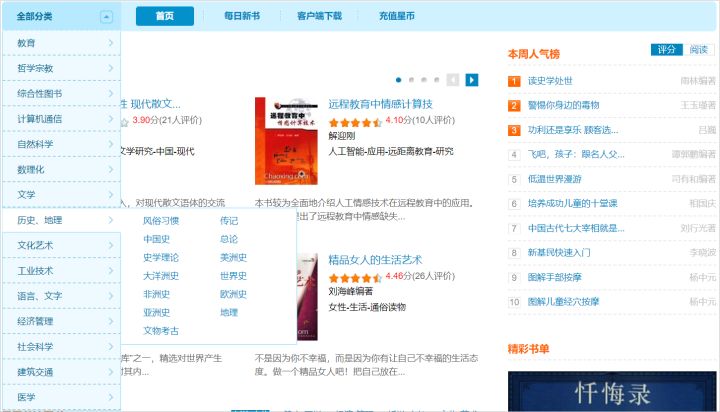 全部分类
首页
每日新书
客户端下载
充值星币
教育
哲学宗教
综合性图书
计算机通信
自然科学
数理化
文学
历史、地理
文化艺术
工业技术
语言、文字
经济管理
社会科学
建筑交通
医学
风俗习惯
传记
中国史
总论
史学理论
美洲史
大洋洲史
世界史
非洲史
欧洲史
亚洲史
地理
文物考古
性 现代散文...
3.90分(21人评价)
文学研究-中国-现代
人，对现代散文语体的交流
远程教育中
情感计算技术
Chaoxing.com
远程教育中情感计算技
4.10分(10人评价)
解迎刚
人工智能-应用-远距离教育-研究
本书较为全面地介绍人工情感技术在远程教育中的应用。
提出了远程教育中情感缺失...
精品女人的生活艺术
4.46分(26人评价)
刘海峰编著
女性-生活-通俗读物
库”之一，精选对世界产生
对其内...
不是因为你不幸福，而是因为你有让自己不幸福的生活态
度。做一个精品女人吧！把自己放在...
本周人气榜
评分
阅读
1 读史学处世 雨林编著
2 警惕你身边的毒物 王玉瑾著
3 功利还是享乐 顾客选... 吕巍
4 飞吧，孩子：跟名人父... 谭郭鹏编著
5 低温世界漫游 司有和编著
6 培养成功儿童的十堂课 相国庆
7 中国古代七大宰相就是... 刘行光著
8 新基民快速入门 李晓波
9 图解手部按摩 杨中元
10 图解儿童经穴按摩 杨中元
精彩书单
忏悔录